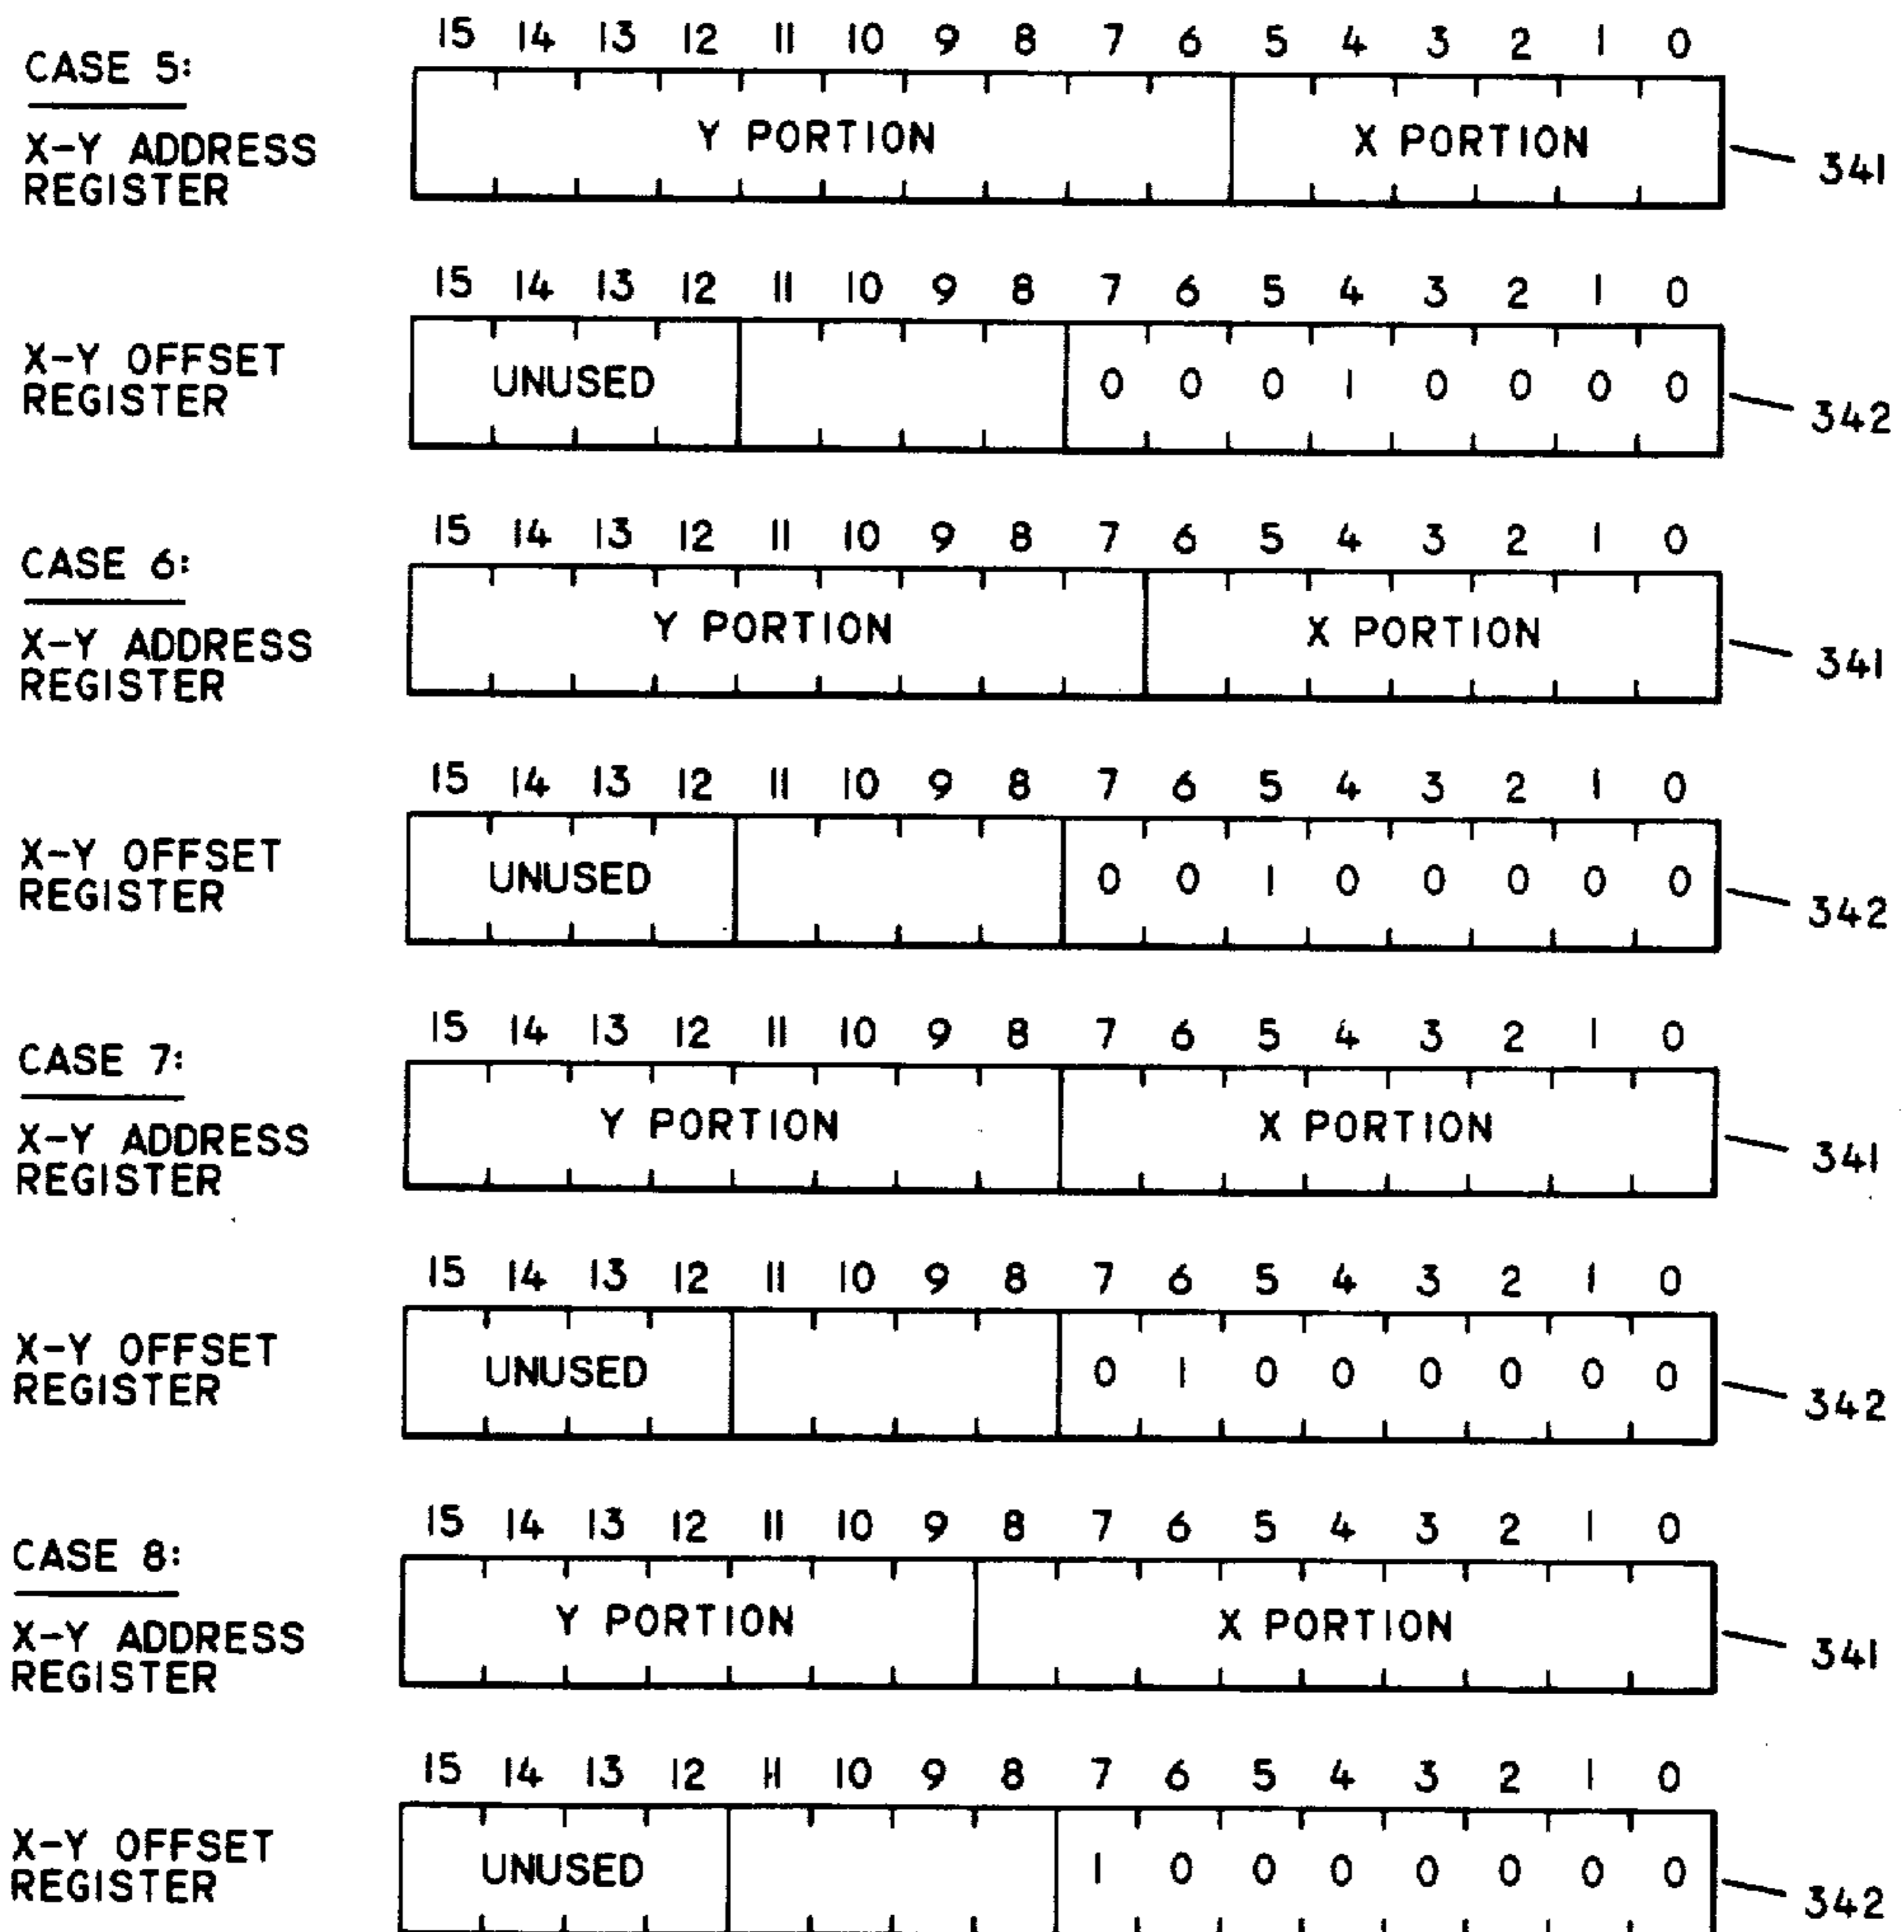 15 14 13 12 11 10 9 8 7 6 5 4 3 2 1 0
CASE 5:
X-Y ADDRESS
REGISTER
Y PORTION X PORTION
341
15 14 13 12 11 10 9 8 7 6 5 4 3 2 1 0
X-Y OFFSET
REGISTER
UNUSED 0 0 0 1 0 0 0 0
342
15 14 13 12 11 10 9 8 7 6 5 4 3 2 1 0
CASE 6:
X-Y ADDRESS
REGISTER
Y PORTION X PORTION
341
15 14 13 12 11 10 9 8 7 6 5 4 3 2 1 0
X-Y OFFSET
REGISTER
UNUSED 0 0 1 0 0 0 0 0
342
15 14 13 12 11 10 9 8 7 6 5 4 3 2 1 0
CASE 7:
X-Y ADDRESS
REGISTER
Y PORTION X PORTION
341
15 14 13 12 11 10 9 8 7 6 5 4 3 2 1 0
X-Y OFFSET
REGISTER
UNUSED 0 1 0 0 0 0 0 0
342
15 14 13 12 11 10 9 8 7 6 5 4 3 2 1 0
CASE 8:
X-Y ADDRESS
REGISTER
Y PORTION X PORTION
341
15 14 13 12 11 10 9 8 7 6 5 4 3 2 1 0
X-Y OFFSET
REGISTER
UNUSED 1 0 0 0 0 0 0 0
342